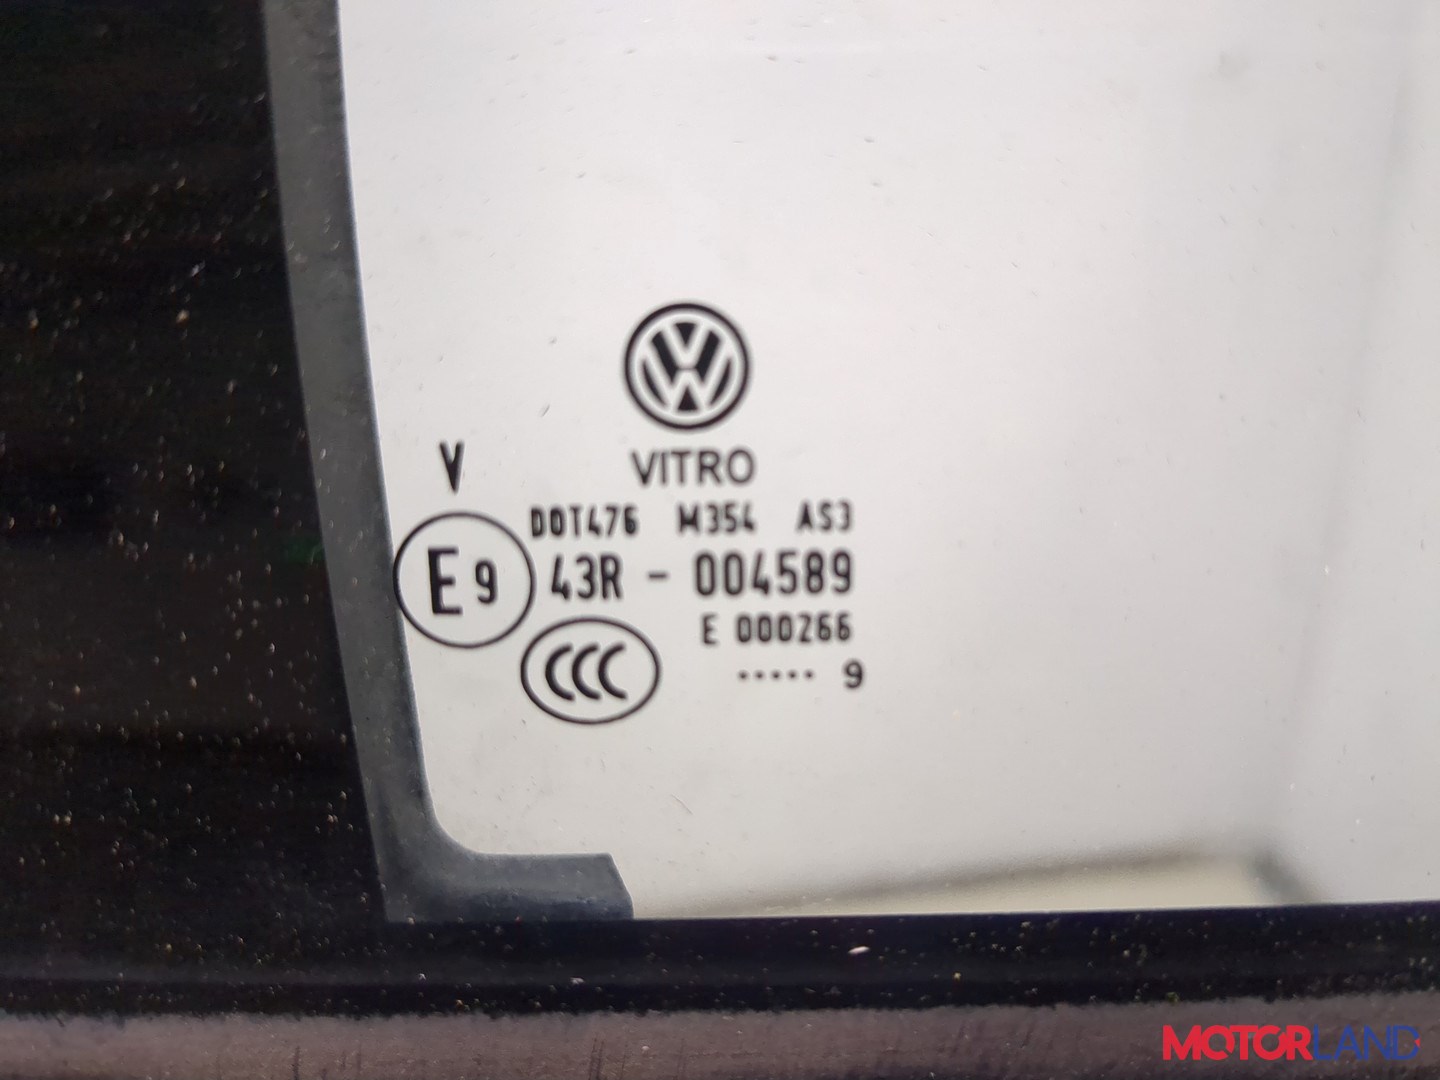 VITRO
V
DOT476 M354 AS3
E9 43R - 004589
E 000266
CCC
..... 9
MOTORLAND